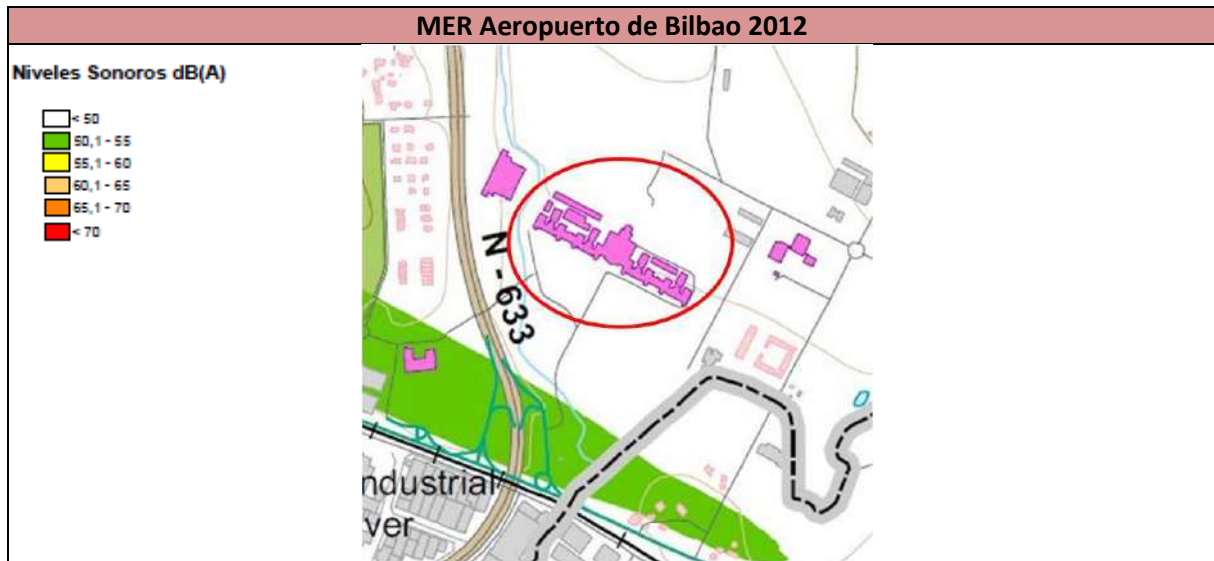 MER Aeropuerto de Bilbao 2012
Niveles Sonoros dB(A)
< 50
50,1 - 55
55,1 - 60
60,1 - 65
65,1 - 70
< 70
N - 633
ndustrial
ver